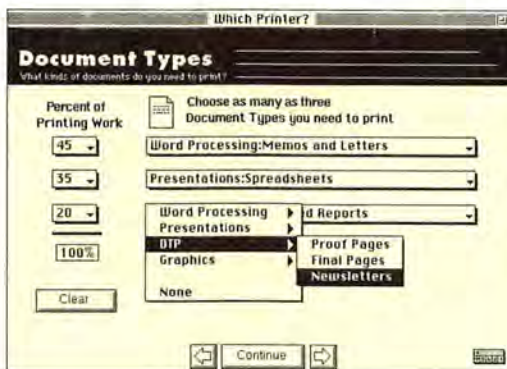 Which Printer?
Document Types
What kinds of documents do you need to print?
Percent of
Printing Work
Choose as many as three
Document Types you need to print
45
Word Processing:Memos and Letters
35
Presentations:Spreadsheets
20
d Reports
Word Processing
Presentations
DTP
Graphics
None
Proof Pages
Final Pages
Newsletters
100%
Clear
Continue